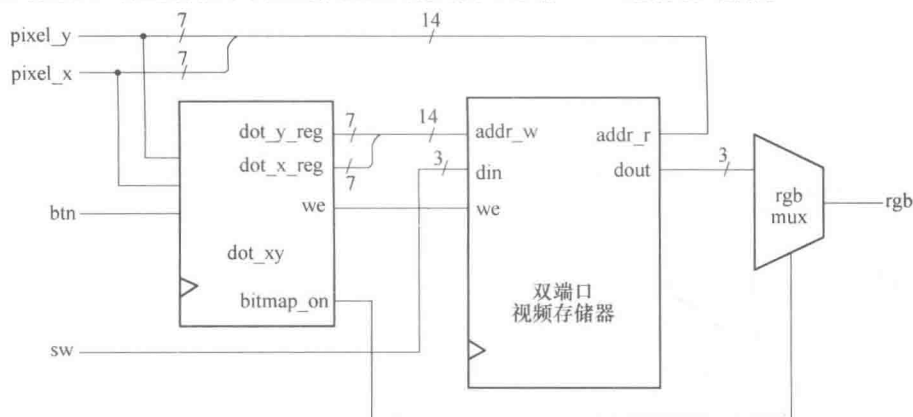 7
14
pixel_y
7
pixel_x
dot_y_reg
7
14
addr_w
addr_r
dot_x_reg
7
3
din
dout
3
rgb
mux
rgb
btn
we
we
dot_xy
双端口
视频存储器
bitmap_on
sw